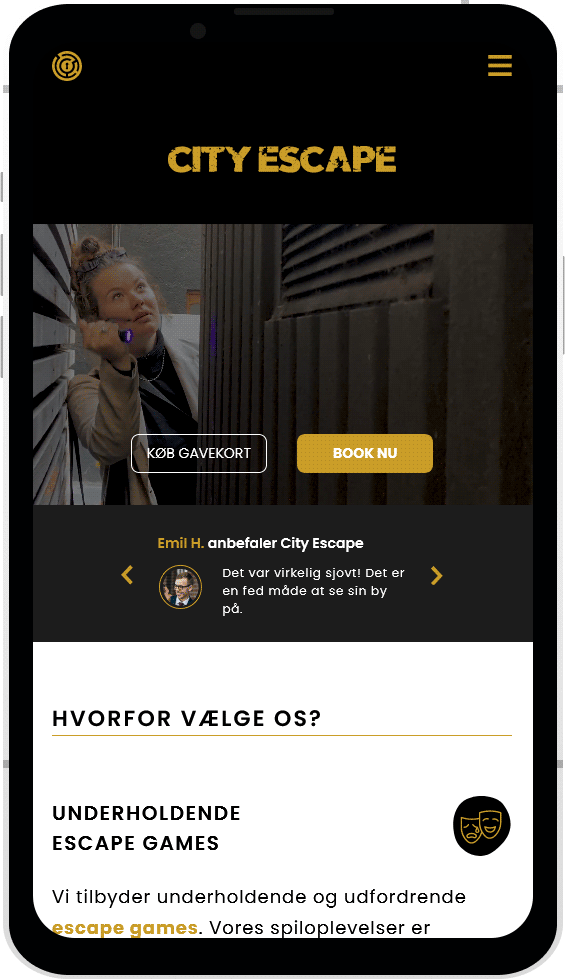 CITY ESCAPE
KØB GAVEKORT
BOOK NU
Emil H. anbefaler City Escape
Det var virkelig sjovt! Det er
en fed måde at se sin by
på.
HVORFOR VÆLGE OS?
UNDERHOLDENDE
ESCAPE GAMES
Vi tilbyder underholdende og udfordrende
escape games. Vores spiloplevelser er